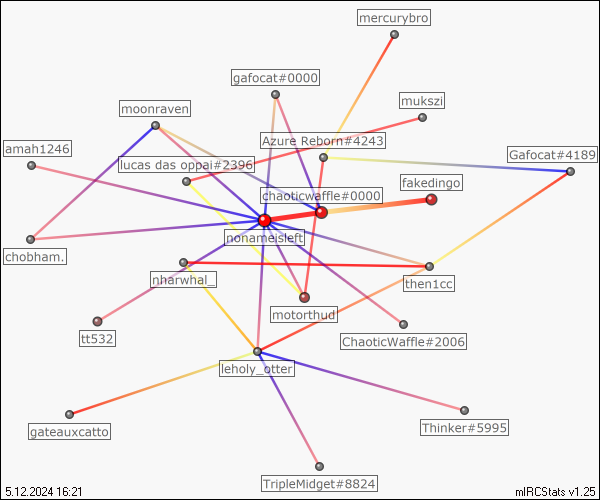 mercurybro
gafocat#0000
mukszi
moonraven
Azure Reborn#4243
amah1246
Gafocat#4189
lucas das oppai#2396
fakedingo
chaoticwaffle#0000
nonameisleft
chobham.
nharwhal_
then1cc
motorthud
tt532
ChaoticWaffle#2006
leholy_otter
Thinker#5995
gateauxcatto
TripleMidget#8824
5.12.2024 16:21
mIRCStats v1.25